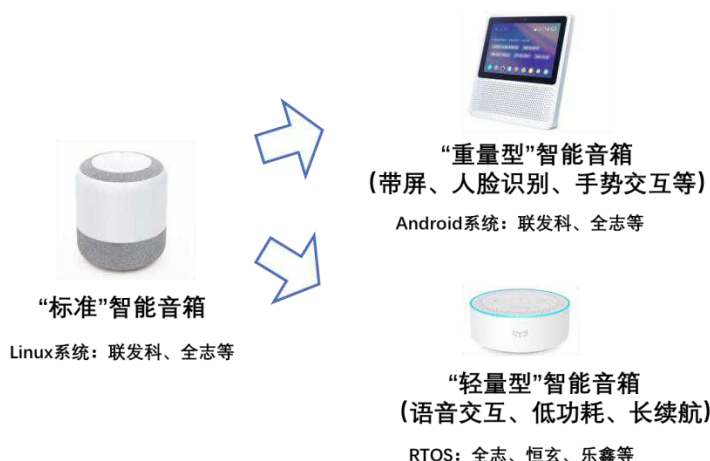 “标准”智能音箱
Linux系统：联发科、全志等
“重量型”智能音箱
（带屏、人脸识别、手势交互等）
Android系统：联发科、全志等
“轻量型”智能音箱
（语音交互、低功耗、长续航）
RTOS：全志、恒玄、乐鑫等